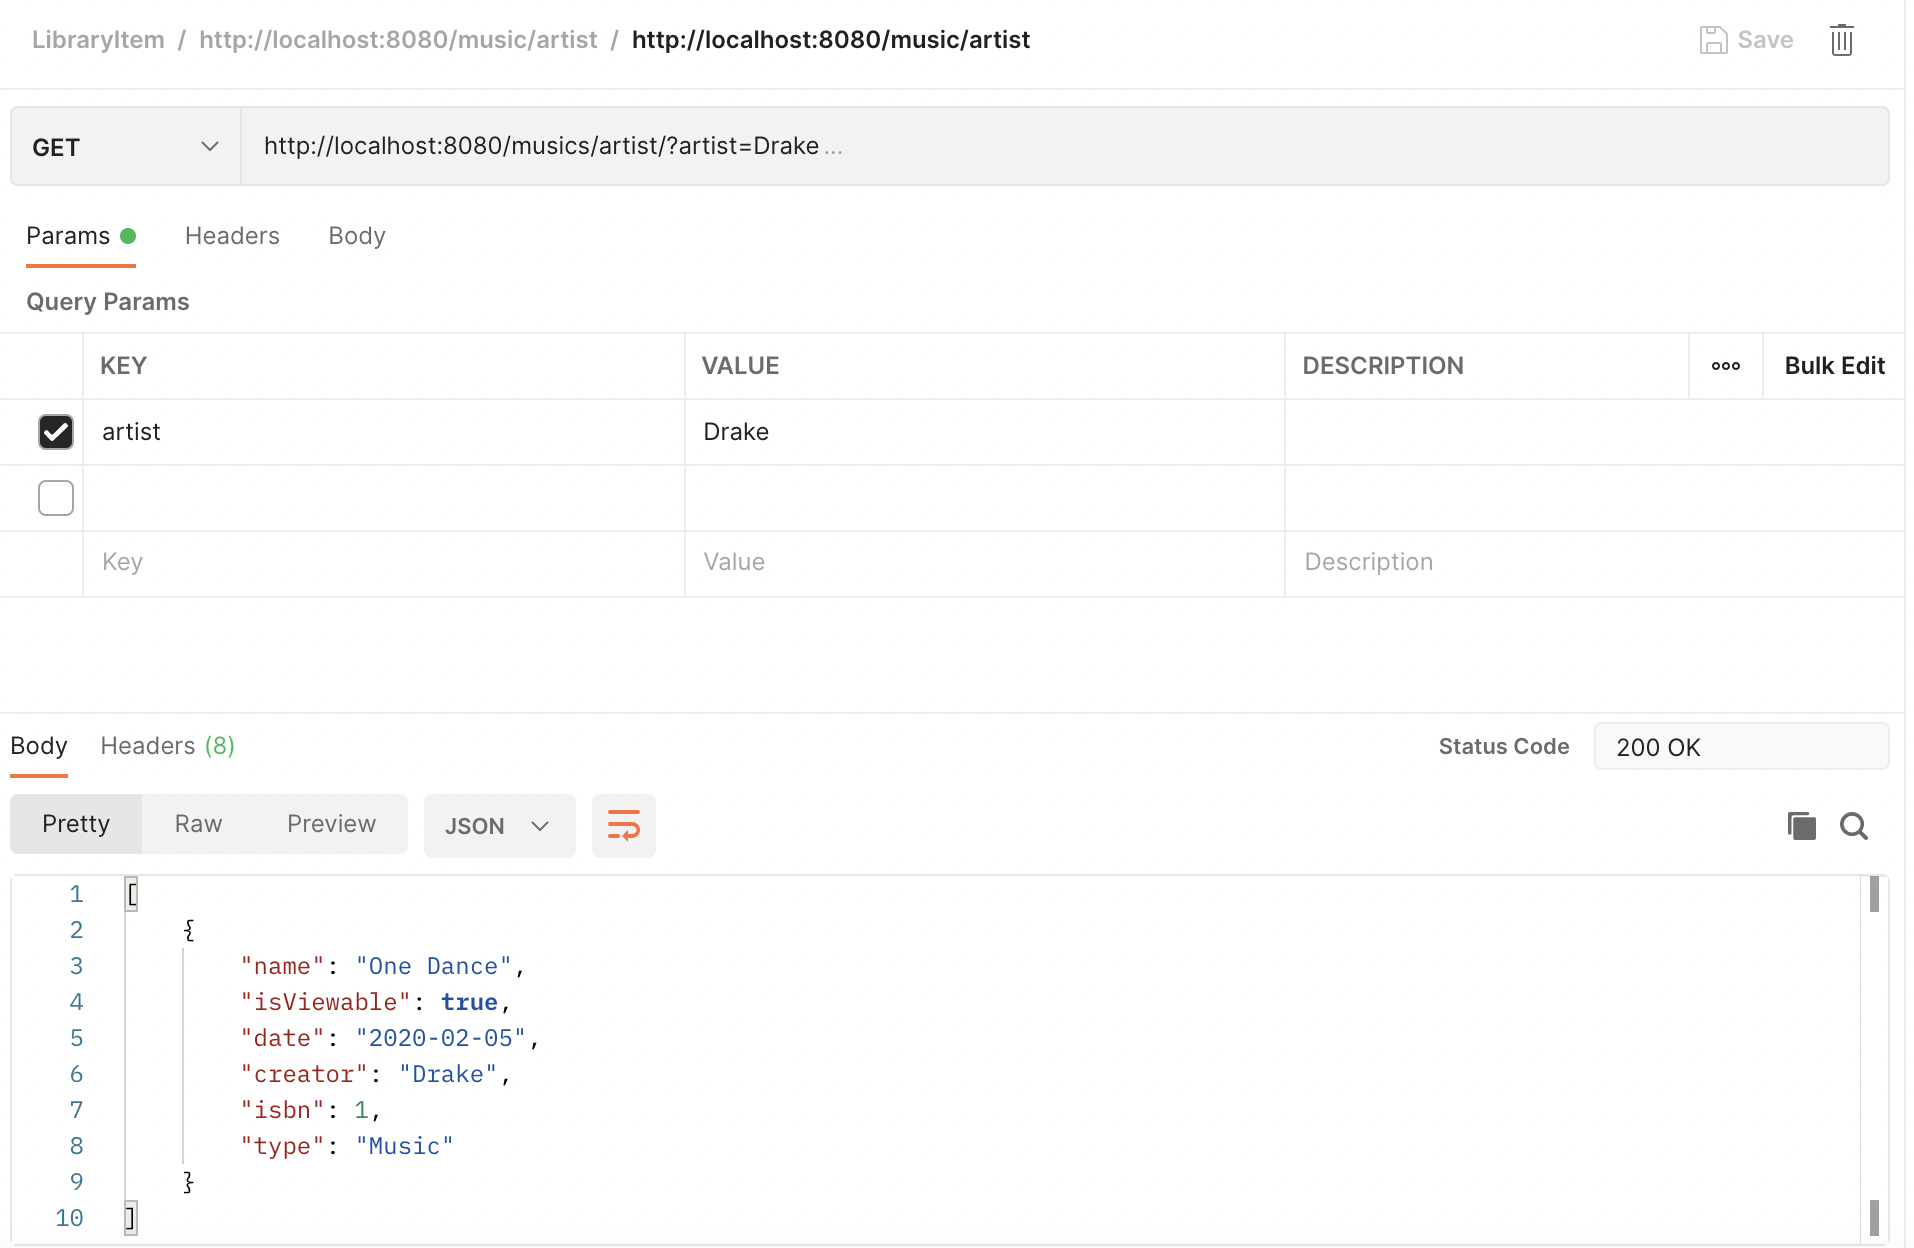 LibraryItem / http://localhost:8080/music/artist / http://localhost:8080/music/artist Save
GET http://localhost:8080/musics/artist/?artist=Drake ...
Params Headers Body
Query Params
KEY VALUE DESCRIPTION ooo Bulk Edit
artist Drake
Key Value Description
Body Headers (8) Status Code 200 OK
Pretty Raw Preview JSON
1 [
2 {
3 "name": "One Dance",
4 "isViewable": true,
5 "date": "2020-02-05",
6 "creator": "Drake",
7 "isbn": 1,
8 "type": "Music"
9 }
10 ]